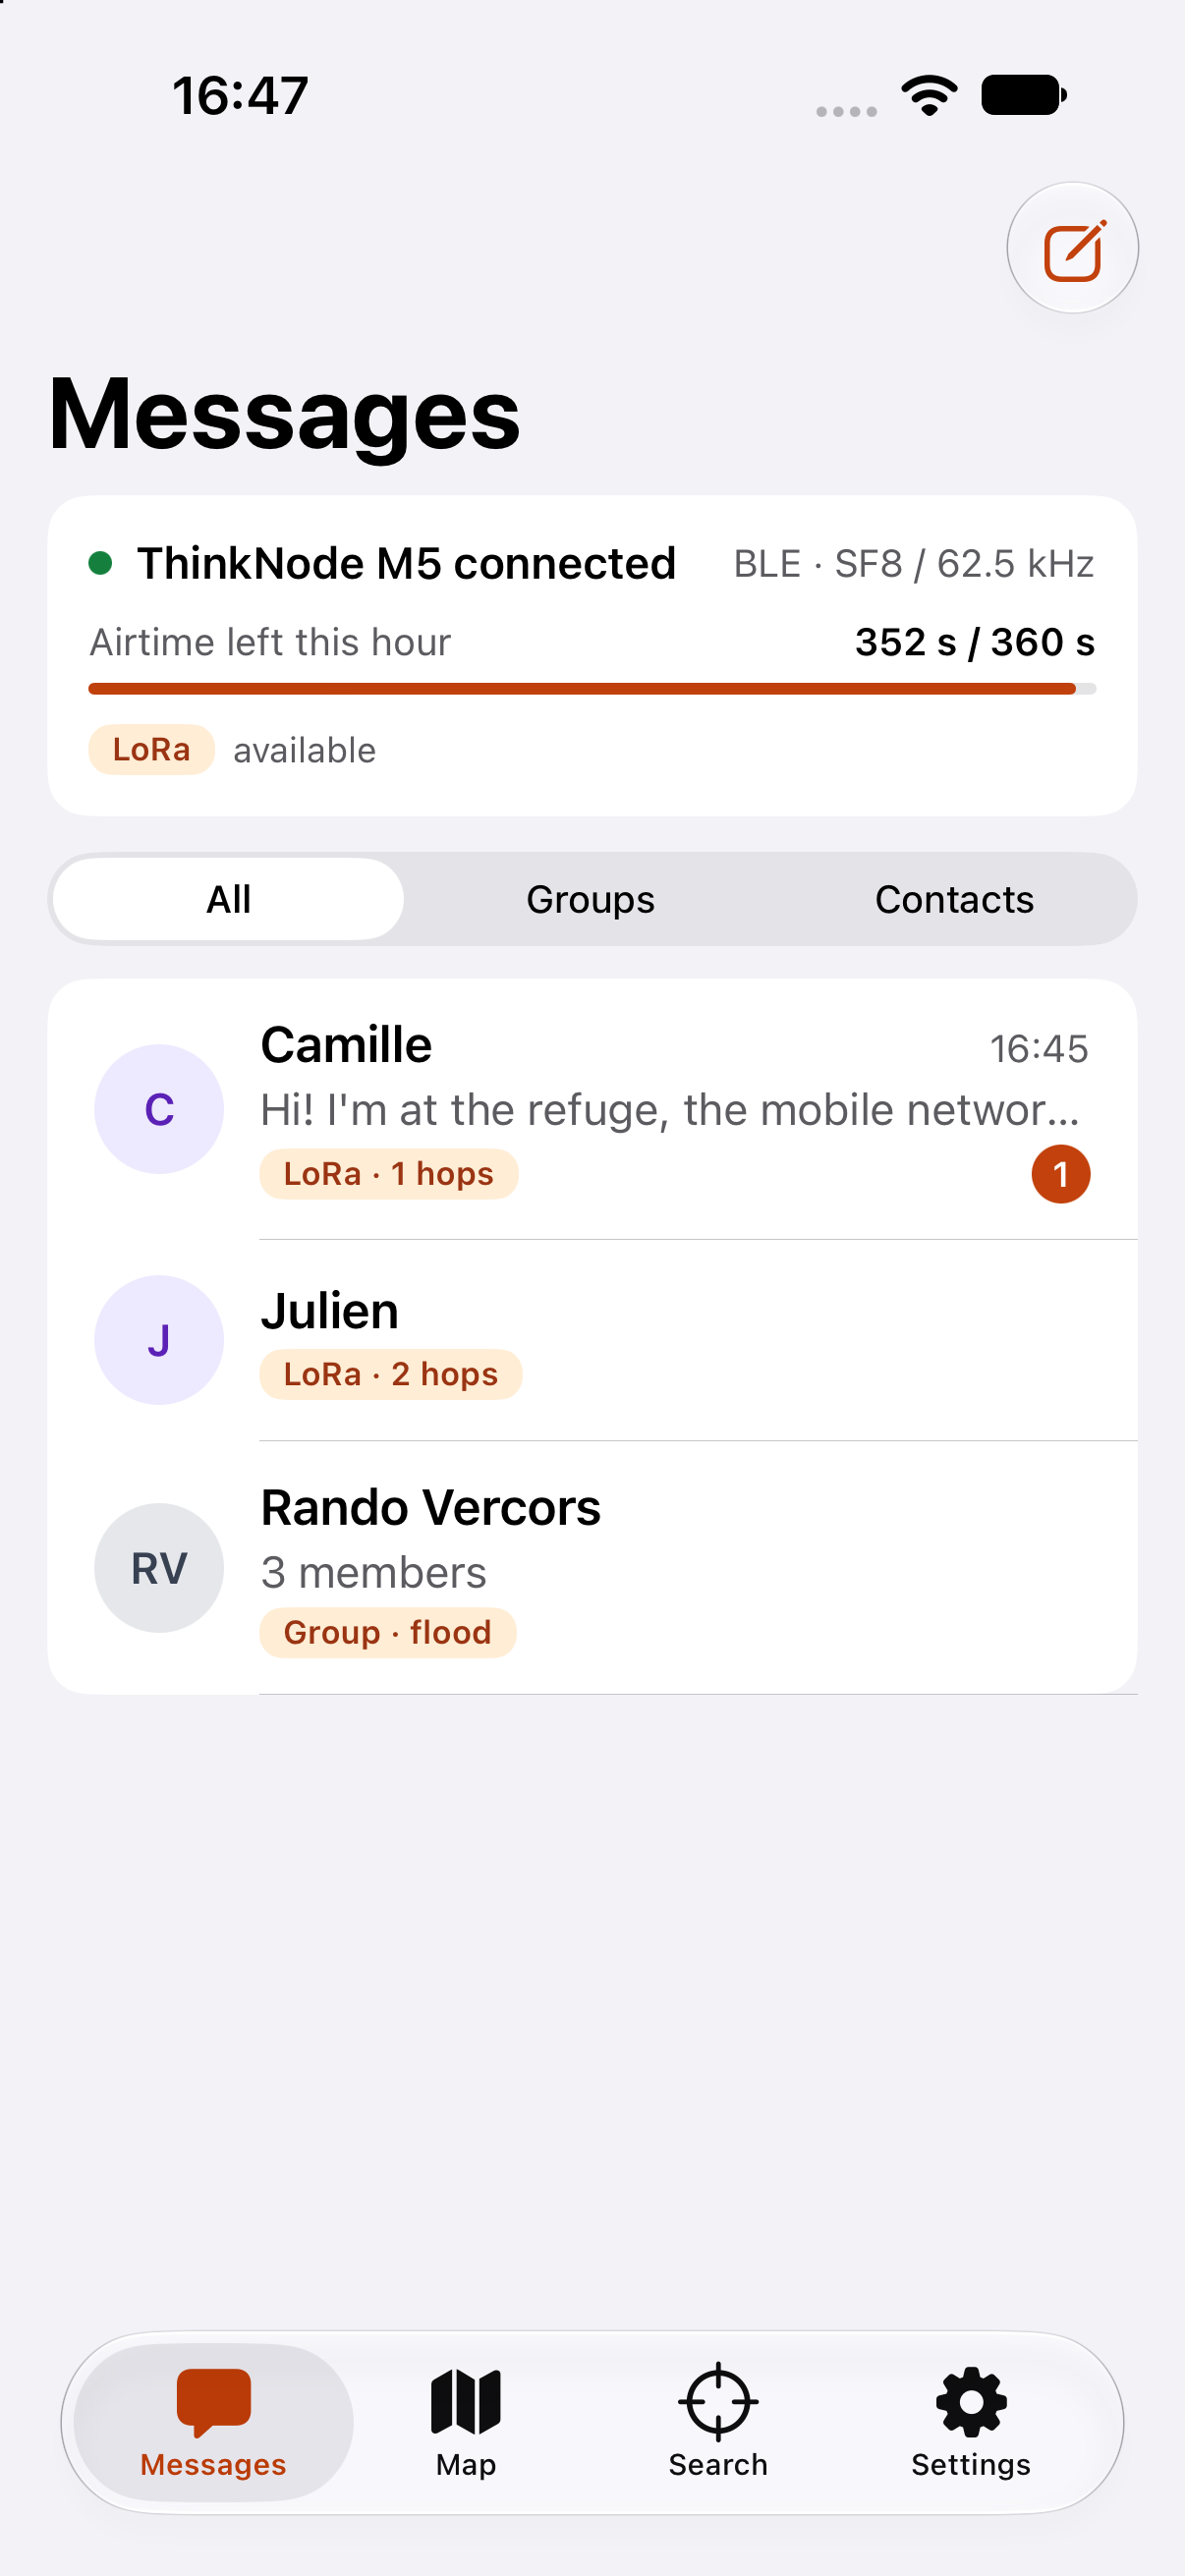 16:47
Messages
ThinkNode M5 connected BLE · SF8 / 62.5 kHz
Airtime left this hour 352 s / 360 s
LoRa available
All Groups Contacts
Camille 16:45
C
Hi! I'm at the refuge, the mobile networ...
LoRa · 1 hops 1
Julien
J
LoRa · 2 hops
Rando Vercors
RV
3 members
Group · flood
Messages Map Search Settings